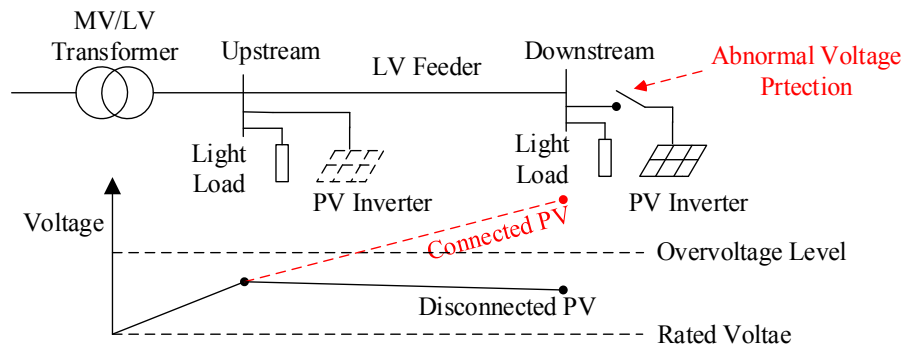 MV/LV
Transformer
Upstream
LV Feeder
Downstream
Abnormal Voltage
Prtection
Light
Load
PV Inverter
Light
Load
PV Inverter
Voltage
Connected PV
Overvoltage Level
Disconnected PV
Rated Voltae